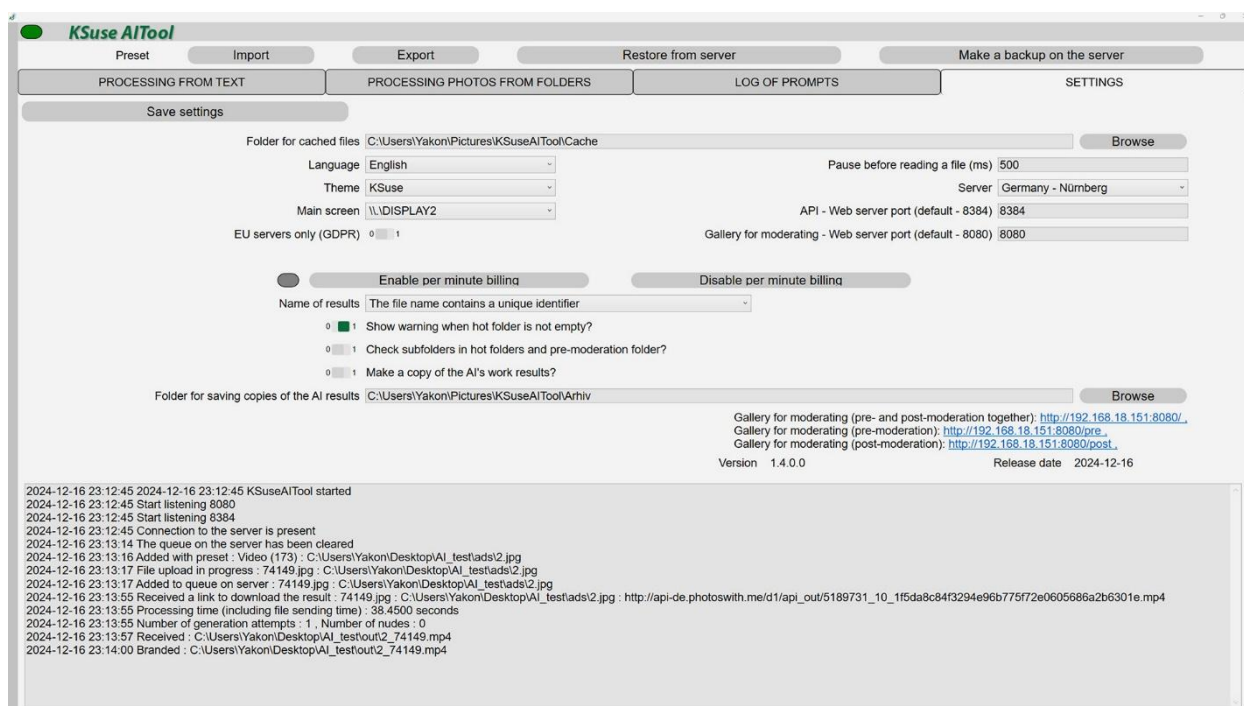 KSuse AITool
Preset Import Export Restore from server Make a backup on the server
PROCESSING FROM TEXT PROCESSING PHOTOS FROM FOLDERS LOG OF PROMPTS SETTINGS
Save settings
Folder for cached files C:\Users\Yakon\Pictures\KSuseAITool\Cache Browse
Language English Pause before reading a file (ms) 500
Theme KSuse Server Germany - Nürnberg
Main screen \\.\DISPLAY2 API - Web server port (default - 8384) 8384
EU servers only (GDPR) 0 1 Gallery for moderating - Web server port (default - 8080) 8080
Enable per minute billing Disable per minute billing
Name of results The file name contains a unique identifier
0 1 Show warning when hot folder is not empty?
0 1 Check subfolders in hot folders and pre-moderation folder?
0 1 Make a copy of the AI's work results?
Folder for saving copies of the AI results C:\Users\Yakon\Pictures\KSuseAITool\Arhiv Browse
Gallery for moderating (pre- and post-moderation together): http://192.168.18.151:8080/ ,
Gallery for moderating (pre-moderation): http://192.168.18.151:8080/pre ,
Gallery for moderating (post-moderation): http://192.168.18.151:8080/post ,
Version 1.4.0.0 Release date 2024-12-16
2024-12-16 23:12:45 2024-12-16 23:12:45 KSuseAITool started
2024-12-16 23:12:45 Start listening 8080
2024-12-16 23:12:45 Start listening 8384
2024-12-16 23:12:45 Connection to the server is present
2024-12-16 23:13:14 The queue on the server has been cleared
2024-12-16 23:13:16 Added with preset : Video (173) : C:\Users\Yakon\Desktop\AI_test\ads\2.jpg
2024-12-16 23:13:17 File upload in progress : 74149.jpg : C:\Users\Yakon\Desktop\AI_test\ads\2.jpg
2024-12-16 23:13:17 Added to queue on server : 74149.jpg : C:\Users\Yakon\Desktop\AI_test\ads\2.jpg
2024-12-16 23:13:55 Received a link to download the result : 74149.jpg : C:\Users\Yakon\Desktop\AI_test\ads\2.jpg : http://api-de.photoswith.me/d1/api_out/5189731_10_1f5da8c84f3294e96b775f72e0605686a2b6301e.mp4
2024-12-16 23:13:55 Processing time (including file sending time) : 38.4500 seconds
2024-12-16 23:13:55 Number of generation attempts : 1 , Number of nudes : 0
2024-12-16 23:13:57 Received : C:\Users\Yakon\Desktop\AI_test\out\2_74149.mp4
2024-12-16 23:14:00 Branded : C:\Users\Yakon\Desktop\AI_test\out\2_74149.mp4